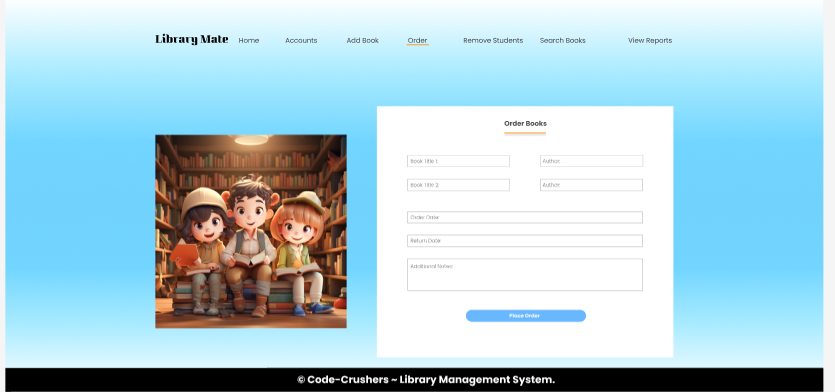 Library Mate Home Accounts Add Book Order Remove Students Search Books View Reports
Order Books
Book Title 1: Author:
Book Title 2: Author:
Order Date:
Return Date:
Additional Notes:
Place Order
© Code-Crushers ~ Library Management System.